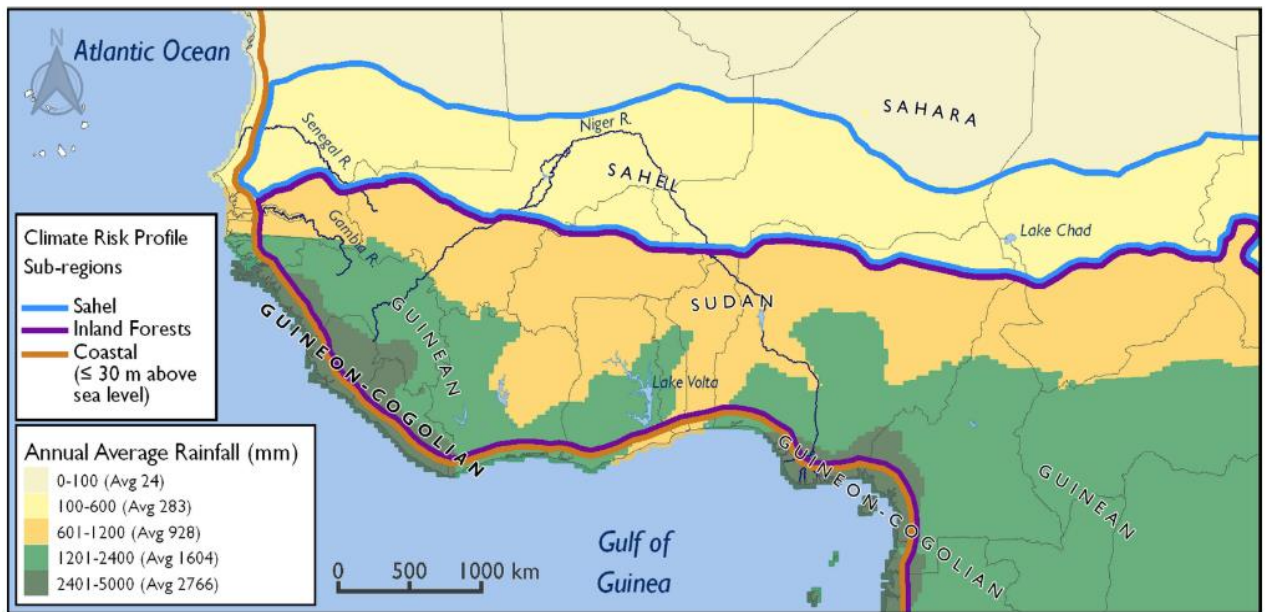 N
Atlantic Ocean
SAHARA
Niger R.
Senegal R.
SAHEL
Gambia R.
Lake Chad
SUDAN
GUINEAN
GUINEON-COGOLIAN
Lake Volta
GUINEON-COGOLIAN
GUINEAN
Gulf of
Guinea
0 500 1000 km
Climate Risk Profile
Sub-regions
Sahel
Inland Forests
Coastal
(≤ 30 m above
sea level)
Annual Average Rainfall (mm)
0-100 (Avg 24)
100-600 (Avg 283)
601-1200 (Avg 928)
1201-2400 (Avg 1604)
2401-5000 (Avg 2766)